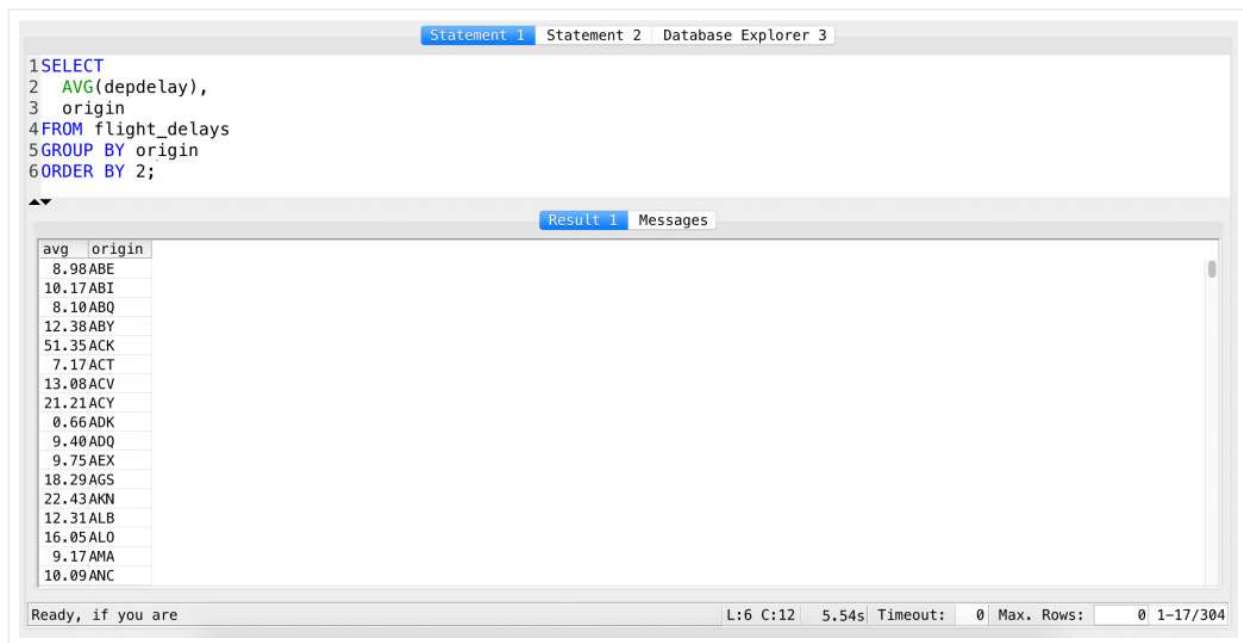 Statement 1 Statement 2 Database Explorer 3
1SELECT
2  AVG(depdelay),
3  origin
4FROM flight_delays
5GROUP BY origin
6ORDER BY 2;
Result 1 Messages
avg origin
8.98 ABE
10.17 ABI
8.10 ABQ
12.38 ABY
51.35 ACK
7.17 ACT
13.08 ACV
21.21 ACY
0.66 ADK
9.40 ADQ
9.75 AEX
18.29 AGS
22.43 AKN
12.31 ALB
16.05 ALO
9.17 AMA
10.09 ANC
Ready, if you are L:6 C:12 5.54s Timeout: 0 Max. Rows: 0 1-17/304